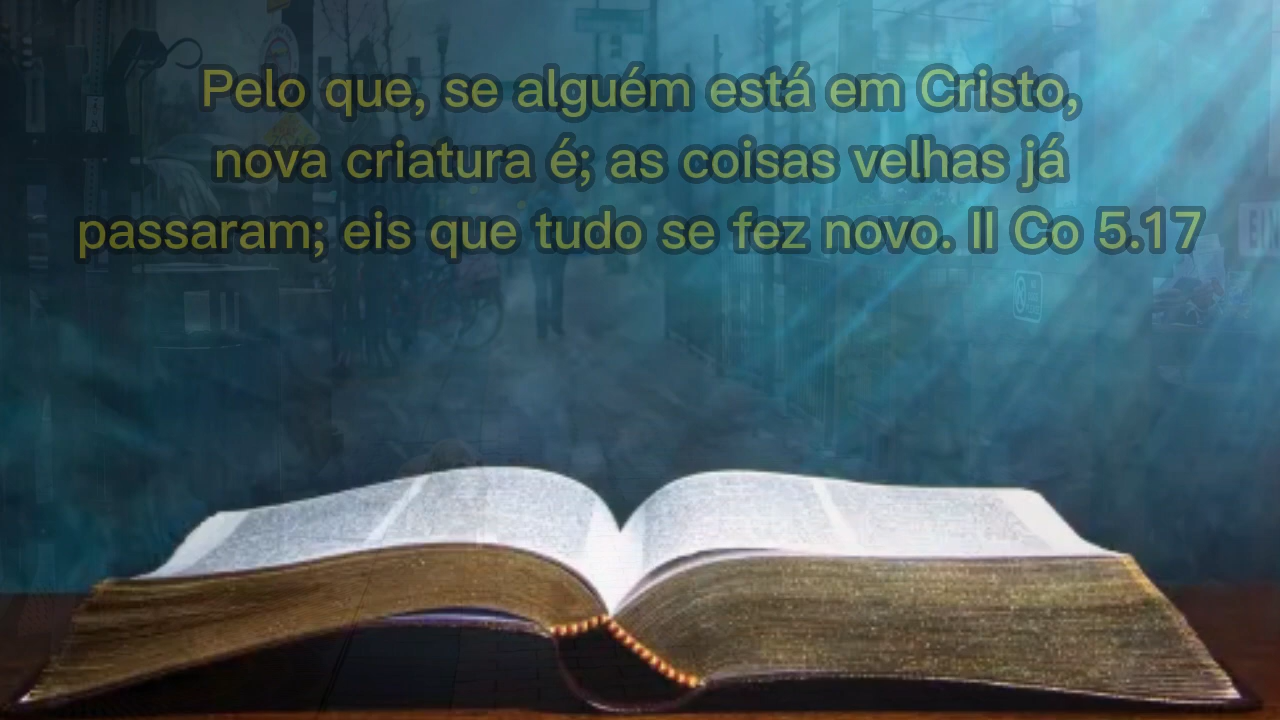 Pelo que, se alguém está em Cristo,
nova criatura é; as coisas velhas já
passaram; eis que tudo se fez novo. II Co 5.17